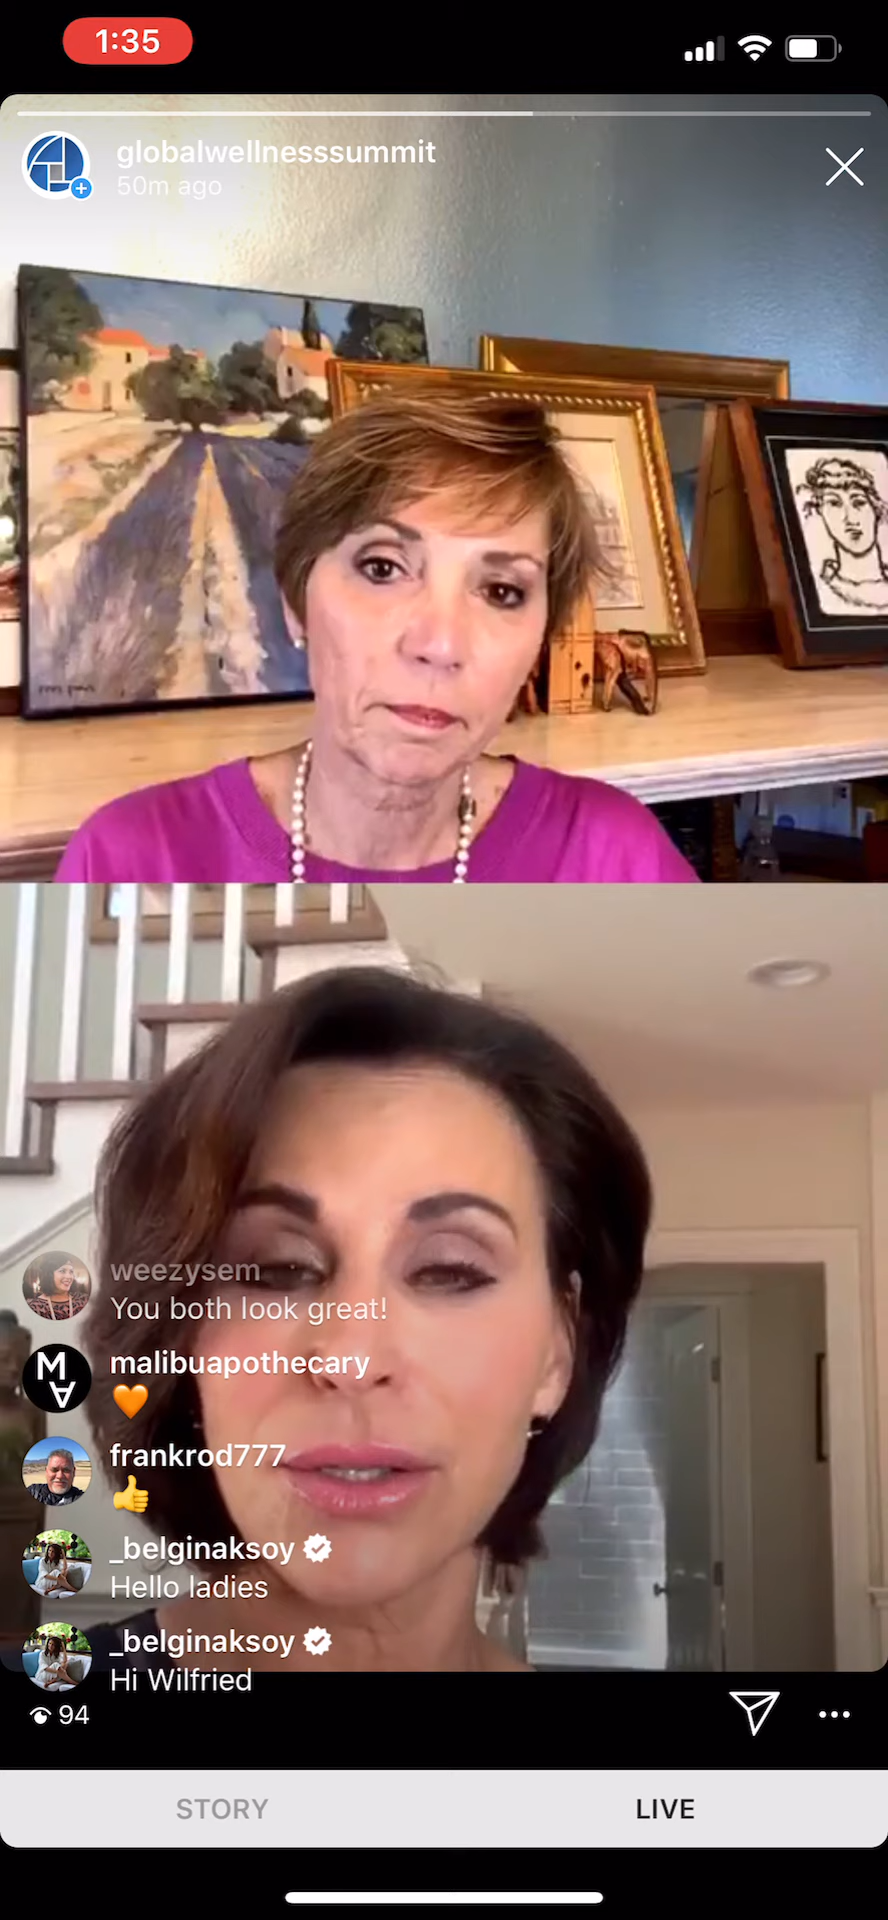 1:35
globalwellnesssummit
50m ago
weezysem
You both look great!
malibuapothecary
frankrod777
_belginaksoy
Hello ladies
_belginaksoy
Hi Wilfried
94
STORY
LIVE